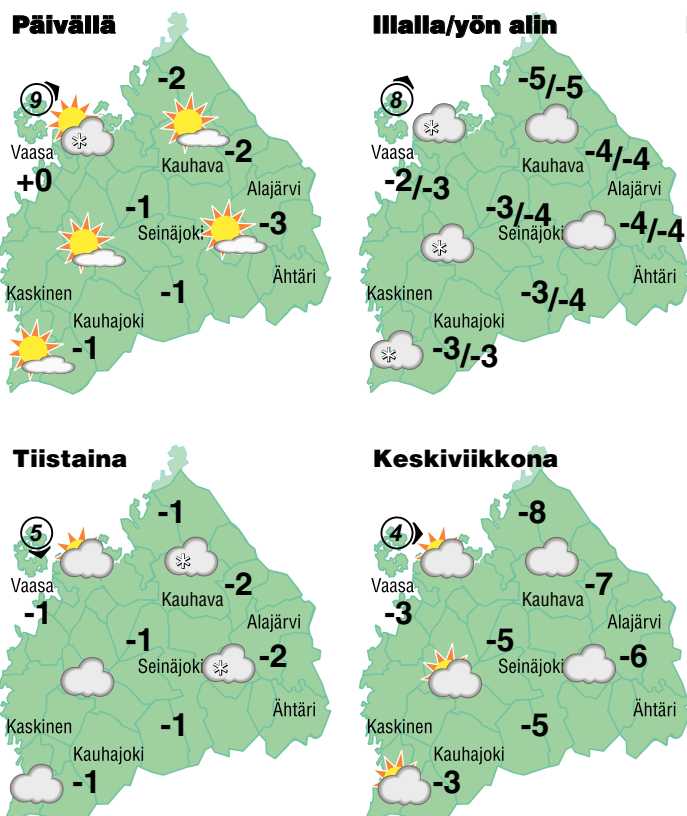 Päivällä
-2
9
Vaasa
Kauhava
-2
+0
Alajärvi
-1
Seinäjoki
-3
Ähtäri
Kaskinen
-1
Kauhajoki
-1
Illalla/yön alin
-5/-5
8
Vaasa
Kauhava
-4/-4
-2/-3
Alajärvi
-3/-4
Seinäjoki
-4/-4
Ähtäri
Kaskinen
-3/-4
Kauhajoki
-3/-3
Tiistaina
-1
5
Vaasa
Kauhava
-2
-1
Alajärvi
-1
Seinäjoki
-2
Ähtäri
Kaskinen
-1
Kauhajoki
-1
Keskiviikkona
-8
4
Vaasa
Kauhava
-7
-3
Alajärvi
-5
Seinäjoki
-6
Ähtäri
Kaskinen
-5
Kauhajoki
-3